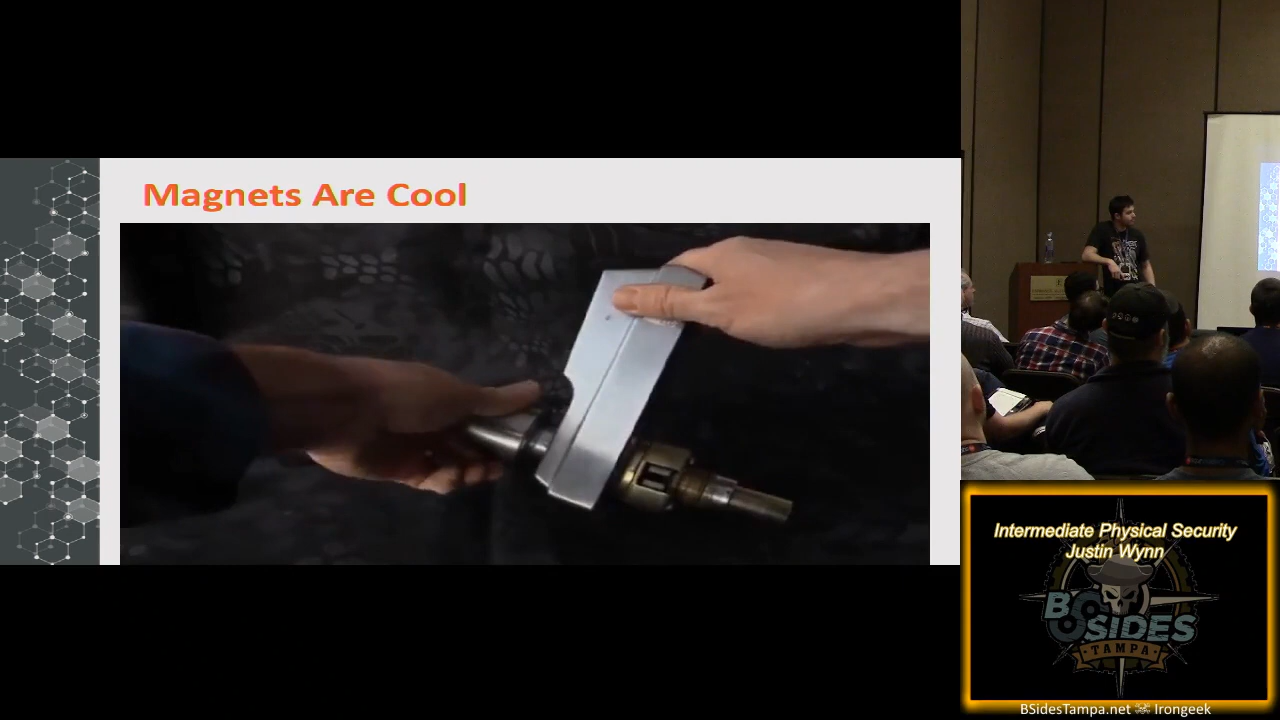 Magnets Are Cool
Intermediate Physical Security
Justin Wynn
BSIDES
TAMPA
BSidesTampa.net Irongeek